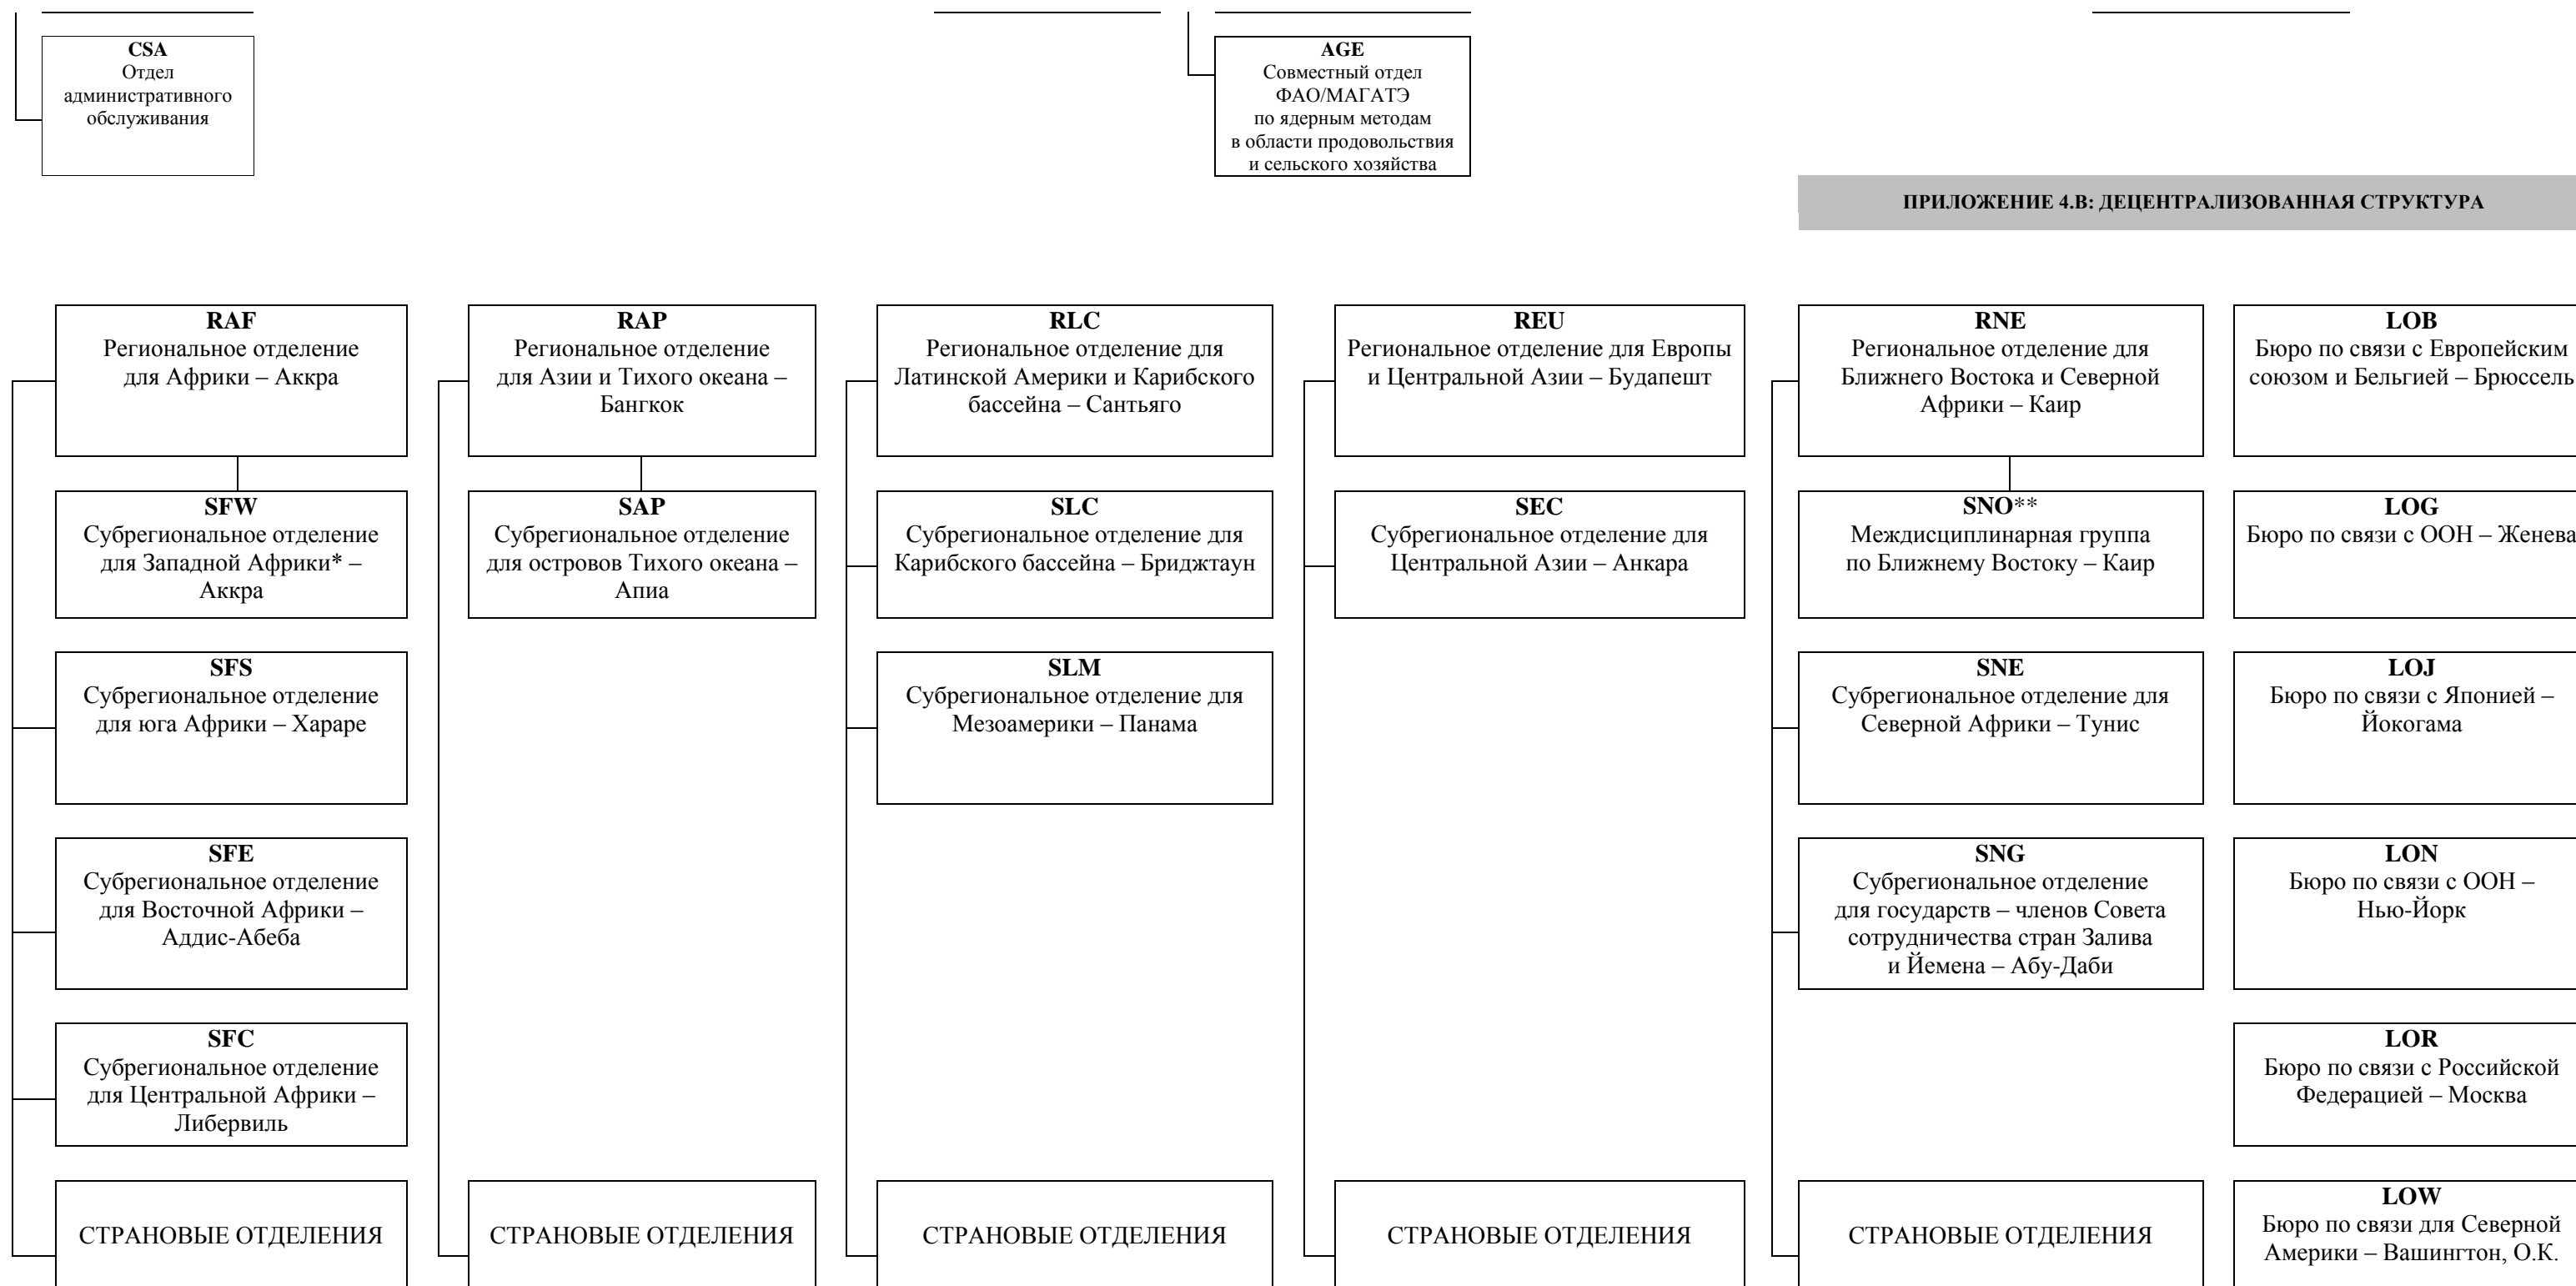 CSA
Отдел
административного
обслуживания
AGE
Совместный отдел
ФАО/МАГАТЭ
по ядерным методам
в области продовольствия
и сельского хозяйства
ПРИЛОЖЕНИЕ 4.B: ДЕЦЕНТРАЛИЗОВАННАЯ СТРУКТУРА
RAF
Региональное отделение
для Африки – Аккра
SFW
Субрегиональное отделение
для Западной Африки* –
Аккра
SFS
Субрегиональное отделение
для юга Африки – Хараре
SFE
Субрегиональное отделение
для Восточной Африки –
Аддис-Абеба
SFC
Субрегиональное отделение
для Центральной Африки –
Либервиль
СТРАНОВЫЕ ОТДЕЛЕНИЯ
RAP
Региональное отделение
для Азии и Тихого океана –
Бангкок
SAP
Субрегиональное отделение
для островов Тихого океана –
Апиа
СТРАНОВЫЕ ОТДЕЛЕНИЯ
RLC
Региональное отделение для
Латинской Америки и Карибского
бассейна – Сантьяго
SLC
Субрегиональное отделение для
Карибского бассейна – Бриджтаун
SLM
Субрегиональное отделение для
Мезоамерики – Панама
СТРАНОВЫЕ ОТДЕЛЕНИЯ
REU
Региональное отделение для Европы
и Центральной Азии – Будапешт
SEC
Субрегиональное отделение для
Центральной Азии – Анкара
СТРАНОВЫЕ ОТДЕЛЕНИЯ
RNE
Региональное отделение для
Ближнего Востока и Северной
Африки – Каир
SNO**
Междисциплинарная группа
по Ближнему Востоку – Каир
SNE
Субрегиональное отделение для
Северной Африки – Тунис
SNG
Субрегиональное отделение
для государств – членов Совета
сотрудничества стран Залива
и Йемена – Абу-Даби
СТРАНОВЫЕ ОТДЕЛЕНИЯ
LOB
Бюро по связи с Европейским
союзом и Бельгией – Брюссель
LOG
Бюро по связи с ООН – Женева
LOJ
Бюро по связи с Японией –
Йокогама
LON
Бюро по связи с ООН –
Нью-Йорк
LOR
Бюро по связи с Российской
Федерацией – Москва
LOW
Бюро по связи для Северной
Америки – Вашингтон, О.К.